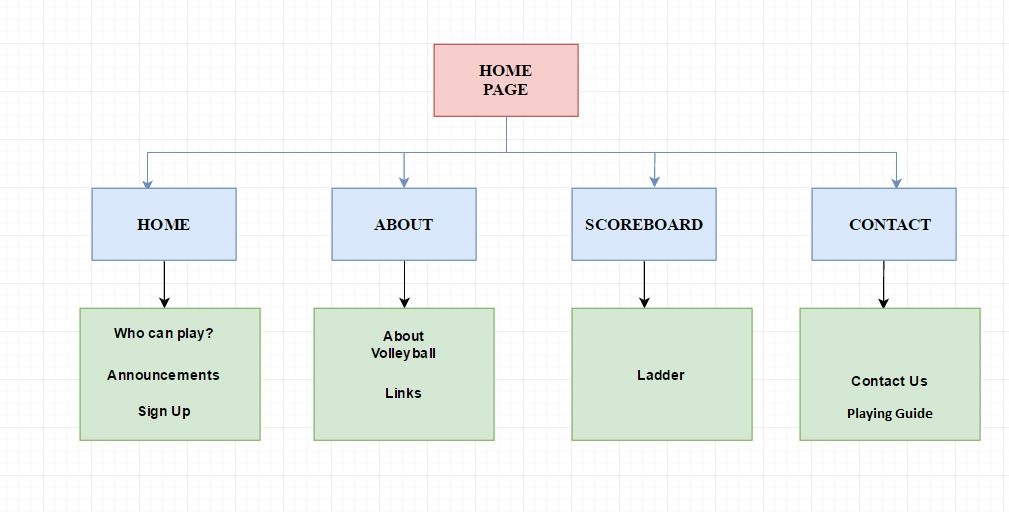 HOME
PAGE
HOME
ABOUT
SCOREBOARD
CONTACT
Who can play?
Announcements
Sign Up
About
Volleyball
Links
Ladder
Contact Us
Playing Guide